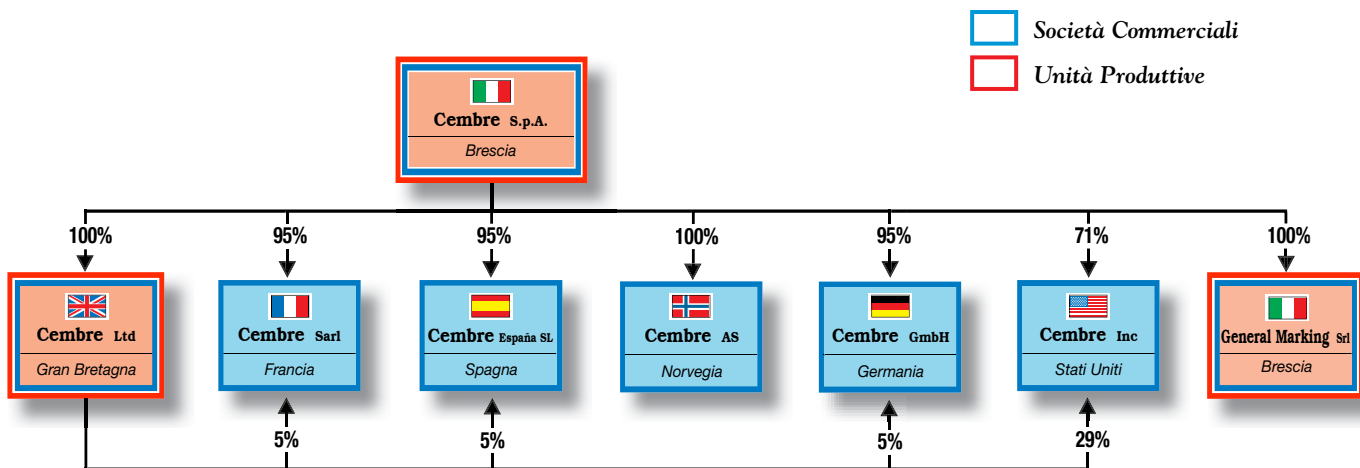 Società Commerciali
Unità Produttive
Cembre S.p.A.
Brescia
100%
95%
95%
100%
95%
71%
100%
Cembre Ltd
Gran Bretagna
Cembre Sarl
Francia
Cembre España SL
Spagna
Cembre AS
Norvegia
Cembre GmbH
Germania
Cembre Inc
Stati Uniti
General Marking Srl
Brescia
5%
5%
5%
29%